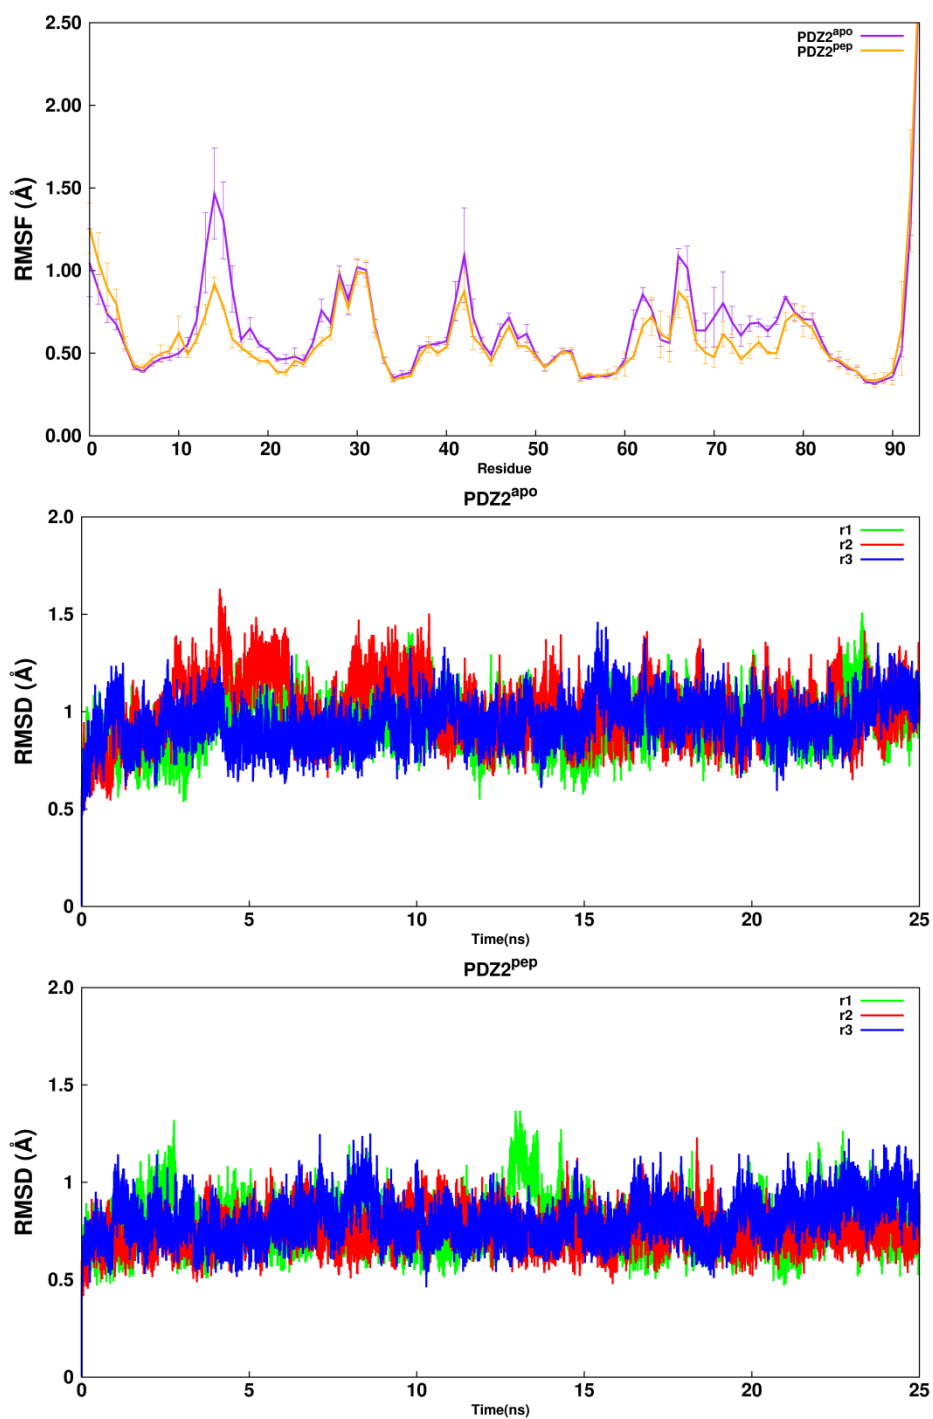 2.50
2.00
1.50
1.00
0.50
0.00
RMSF (Å)
PDZ2apo
PDZ2pep
0 10 20 30 40 50 60 70 80 90
Residue
PDZ2apo
2.0
1.5
1
0.5
0
RMSD (Å)
r1
r2
r3
0 5 10 15 20 25
Time(ns)
PDZ2pep
2.0
1.5
1
0.5
0
RMSD (Å)
r1
r2
r3
0 5 10 15 20 25
Time(ns)